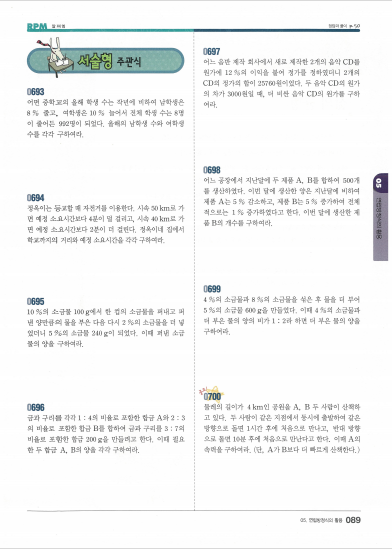 RPM 알피엠
정답과 풀이 p.50
서술형 주관식
0693
어떤 중학교의 올해 학생 수는 작년에 비하여 남학생은
8 % 줄고, 여학생은 10 % 늘어서 전체 학생 수는 8명
이 줄어든 992명이 되었다. 올해의 남학생 수와 여학생
수를 각각 구하여라.
0694
정욱이는 등교할 때 자전거를 이용한다. 시속 50 km로 가
면 예정 소요시간보다 4분이 덜 걸리고, 시속 40 km로 가
면 예정 소요시간보다 2분이 더 걸린다. 정욱이네 집에서
학교까지의 거리와 예정 소요시간을 각각 구하여라.
0695
10 %의 소금물 100 g에서 한 컵의 소금물을 퍼내고 퍼
낸 양만큼의 물을 부은 다음 다시 2 %의 소금물을 더 넣
었더니 5 %의 소금물 240 g이 되었다. 이때 퍼낸 소금
물의 양을 구하여라.
0696
금과 구리를 각각 1 : 4의 비율로 포함한 합금 A와 2 : 3
의 비율로 포함한 합금 B를 합하여 금과 구리를 3 : 7의
비율로 포함한 합금 200 g을 만들려고 한다. 이때 필요
한 두 합금 A, B의 양을 각각 구하여라.
0697
어느 음반 제작 회사에서 새로 제작한 2개의 음악 CD를
원가에 12 %의 이익을 붙여 정가를 정하였더니 2개의
CD의 정가의 합이 25760원이었다. 두 음악 CD의 원가
의 차가 3000원일 때, 더 비싼 음악 CD의 원가를 구하
여라.
0698
어느 공장에서 지난달에 두 제품 A, B를 합하여 500개
를 생산하였다. 이번 달에 생산한 양은 지난달에 비하여
제품 A는 5 % 감소하고, 제품 B는 5 % 증가하여 전체
적으로는 1 % 증가하였다고 한다. 이번 달에 생산한 제
품 B의 개수를 구하여라.
0699
4 %의 소금물과 8 %의 소금물을 섞은 후 물을 더 부어
5 %의 소금물 600 g을 만들었다. 이때 4 %의 소금물과
더 부은 물의 양의 비가 1 : 2라 하면 더 부은 물의 양을
구하여라.
0700
둘레의 길이가 4 km인 공원을 A, B 두 사람이 산책하
고 있다. 두 사람이 같은 지점에서 동시에 출발하여 같은
방향으로 돌면 1시간 후에 처음으로 만나고, 반대 방향
으로 돌면 10분 후에 처음으로 만난다고 한다. 이때 A의
속력을 구하여라. (단, A가 B보다 더 빠르게 산책한다.)
05
연립방정식의 활용
05. 연립방정식의 활용 089